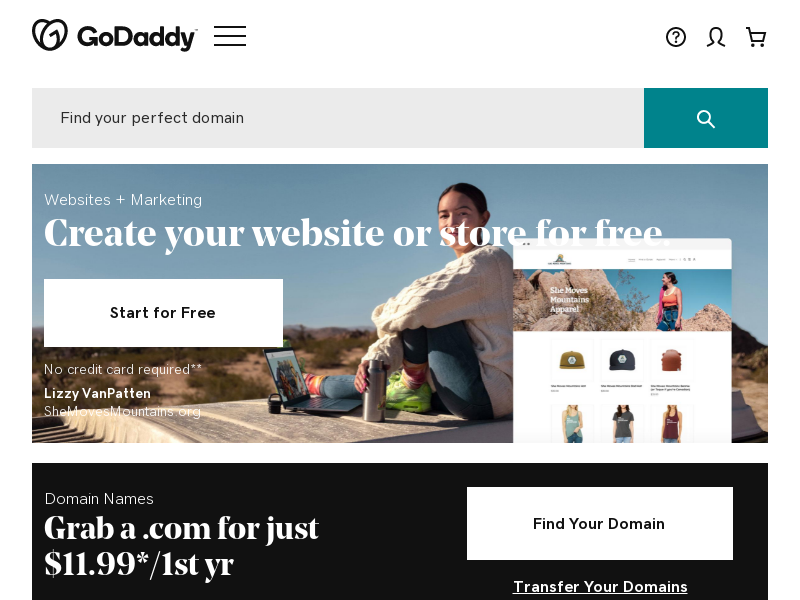 GoDaddy
Find your perfect domain
Websites + Marketing
Create your website or store for free.
Start for Free
No credit card required**
Lizzy VanPatten
SheMovesMountains.org
She Moves
Mountains
Apparel
Domain Names
Grab a .com for just
$11.99*/1st yr
Find Your Domain
Transfer Your Domains